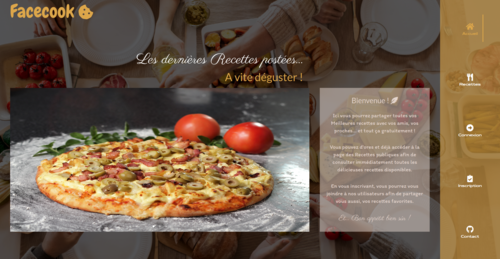 Facecook
Les dernières Recettes postées...
A vite déguster !
Bienvenue !
Ici vous pourrez partager toutes vos
Meilleures recettes avec vos amis, vos
proches... et tout ça gratuitement !
Vous pouvez d'ores et déjà accéder à la
page des Recettes publiques afin de
consulter immédiatement toutes les
délicieuses recettes disponibles.
En vous inscrivant, vous pourrez vous
joindre à nos utilisateurs afin de partager
vous aussi, vos recettes favorites.
Et... Bon appétit bien sûr !
Accueil
Recettes
Connexion
Inscription
Contact